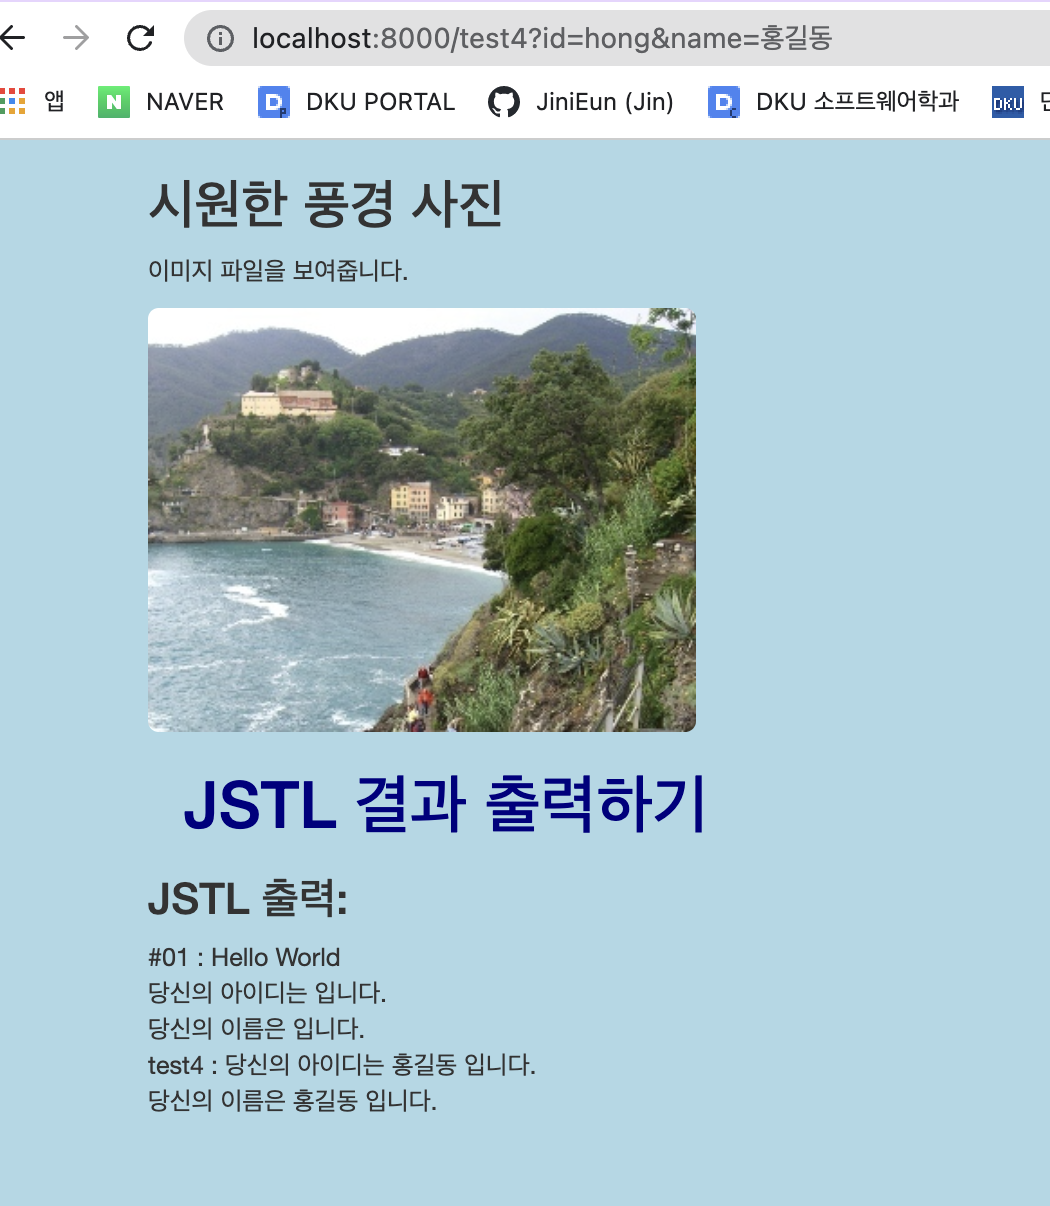 localhost:8000/test4?id=hong&name=홍길동
앱 NAVER DKU PORTAL JiniEun (Jin) DKU 소프트웨어학과 DKU
시원한 풍경 사진
이미지 파일을 보여줍니다.
JSTL 결과 출력하기
JSTL 출력:
#01 : Hello World
당신의 아이디는 입니다.
당신의 이름은 입니다.
test4 : 당신의 아이디는 홍길동 입니다.
당신의 이름은 홍길동 입니다.